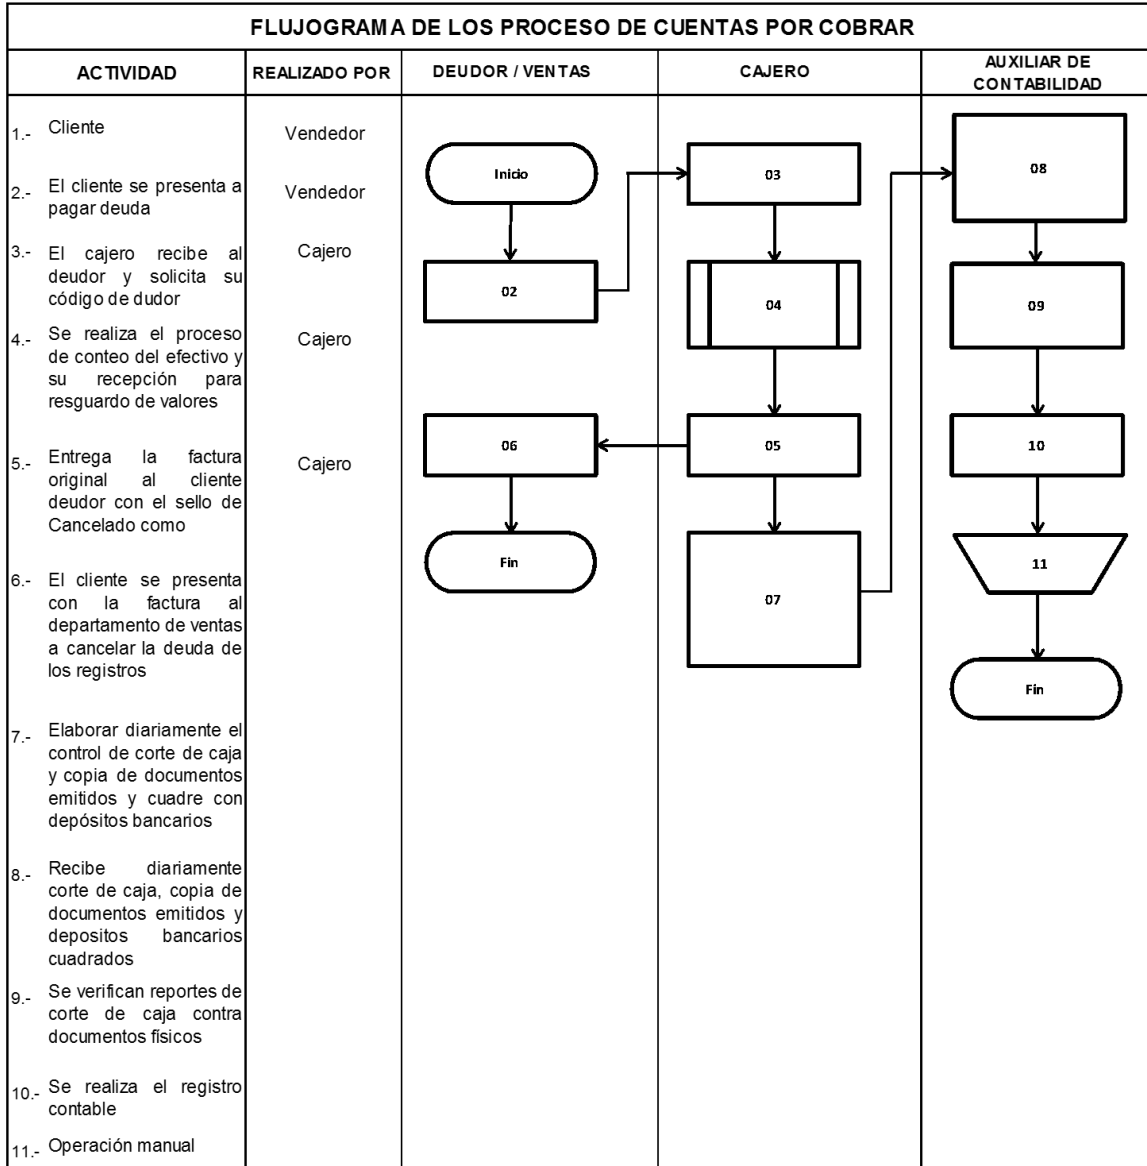 FLUJOGRAMA DE LOS PROCESO DE CUENTAS POR COBRAR
ACTIVIDAD
REALIZADO POR
DEUDOR / VENTAS
CAJERO
AUXILIAR DE
CONTABILIDAD
1.- Cliente
Vendedor
2.- El cliente se presenta a
pagar deuda
Vendedor
3.- El cajero recibe al
deudor y solicita su
código de dudor
Cajero
4.- Se realiza el proceso
de conteo del efectivo y
su recepción para
resguardo de valores
Cajero
5.- Entrega la factura
original al cliente
deudor con el sello de
Cancelado como
Cajero
6.- El cliente se presenta
con la factura al
departamento de ventas
a cancelar la deuda de
los registros
7.- Elaborar diariamente el
control de corte de caja
y copia de documentos
emitidos y cuadre con
depósitos bancarios
8.- Recibe diariamente
corte de caja, copia de
documentos emitidos y
depositos bancarios
cuadrados
9.- Se verifican reportes de
corte de caja contra
documentos físicos
10.- Se realiza el registro
contable
11.- Operación manual
Inicio
02
06
Fin
03
04
05
07
08
09
10
11
Fin